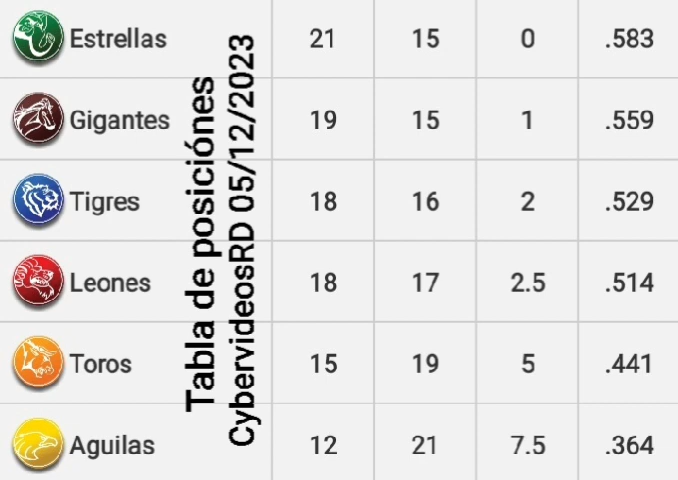 Estrellas 21 15 0 .583
Gigantes 19 15 1 .559
Tigres 18 16 2 .529
Leones 18 17 2.5 .514
Toros 15 19 5 .441
Aguilas 12 21 7.5 .364
Tabla de posiciónes
CybervideosRD 05/12/2023